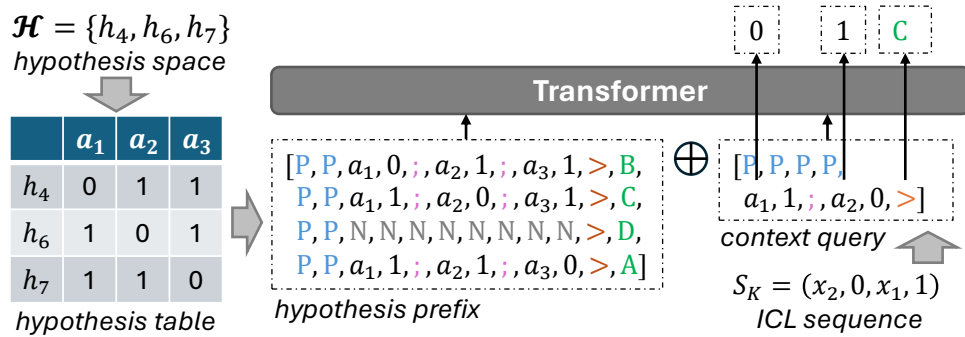 𝓗 = {h₄, h₆, h₇}
hypothesis space
a₁ a₂ a₃
h₄ 0 1 1
h₆ 1 0 1
h₇ 1 1 0
hypothesis table
0 1 C
Transformer
[P, P, a₁, 0, ;, a₂, 1, ;, a₃, 1, >, B,
P, P, a₁, 1, ;, a₂, 0, ;, a₃, 1, >, C,
P, P, N, N, N, N, N, N, N, N, >, D,
P, P, a₁, 1, ;, a₂, 1, ;, a₃, 0, >, A]
hypothesis prefix
⊕
[P, P, P, P,
a₁, 1, ;, a₂, 0, >]
context query
S_K = (x₂, 0, x₁, 1)
ICL sequence